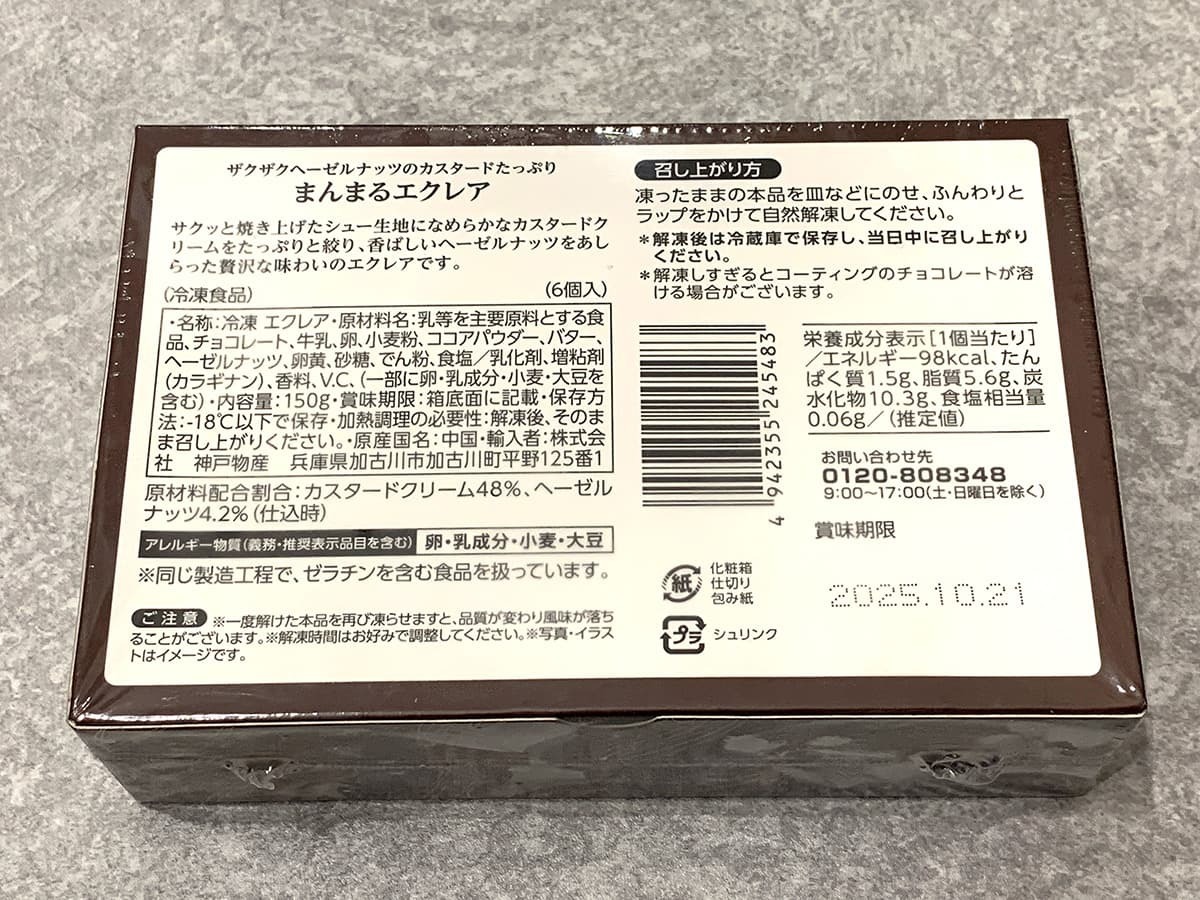 ザクザクヘーゼルナッツのカスタードたっぷり
まんまるエクレア
サクッと焼き上げたシュー生地になめらかなカスタードク
リームをたっぷりと絞り、香ばしいヘーゼルナッツをあし
らった贅沢な味わいのエクレアです。
(冷凍食品)
(6個入)
・名称:冷凍 エクレア・原材料名:乳等を主要原料とする食
品、チョコレート、牛乳、卵、小麦粉、ココアパウダー、バター、
ヘーゼルナッツ、卵黄、砂糖、でん粉、食塩/乳化剤、増粘剤
(カラギナン)、香料、V.C、(一部に卵・乳成分・小麦・大豆を
含む)・内容量:150g・賞味期限:箱底面に記載・保存方
法:-18℃以下で保存・加熱調理の必要性:解凍後、そのま
ま召し上がりください。・原産国名:中国・輸入者:株式会
社 神戸物産 兵庫県加古川市加古川町平野125番1
原材料配合割合:カスタードクリーム48%、ヘーゼル
ナッツ4.2%(仕込時)
アレルギー物質(義務・推奨表示品目を含む) 卵・乳成分・小麦・大豆
※同じ製造工程で、ゼラチンを含む食品を扱っています。
ご注意 ※一度解けた本品を再び凍らせますと、品質が変わり風味が落ち
ることがございます。※解凍時間はお好みで調整してください。※写真・イラス
トはイメージです。
召し上がり方
凍ったままの本品を皿などにのせ、ふんわりと
ラップをかけて自然解凍してください。
*解凍後は冷蔵庫で保存し、当日中に召し上がり
ください。
*解凍しすぎるとコーティングのチョコレートが溶
ける場合がございます。
4 942355 245483
栄養成分表示[1個当たり]
/エネルギー98kcal、たん
ぱく質1.5g、脂質5.6g、炭
水化物10.3g、食塩相当量
0.06g/(推定値)
お問い合わせ先
0120-808348
9:00〜17:00(土・日曜日を除く)
賞味期限
2025.10.21
紙
化粧箱
仕切り
包み紙
プラ
シュリンク